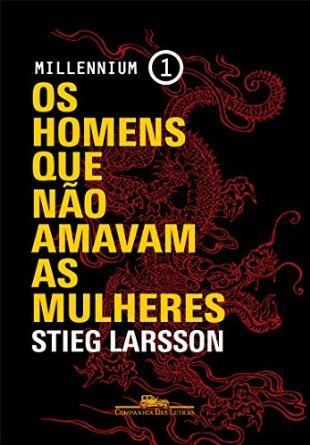 MILLENNIUM 1
OS
HOMENS
QUE
NÃO
AMAVAM
AS
MULHERES
STIEG LARSSON
COMPANHIA DAS LETRAS